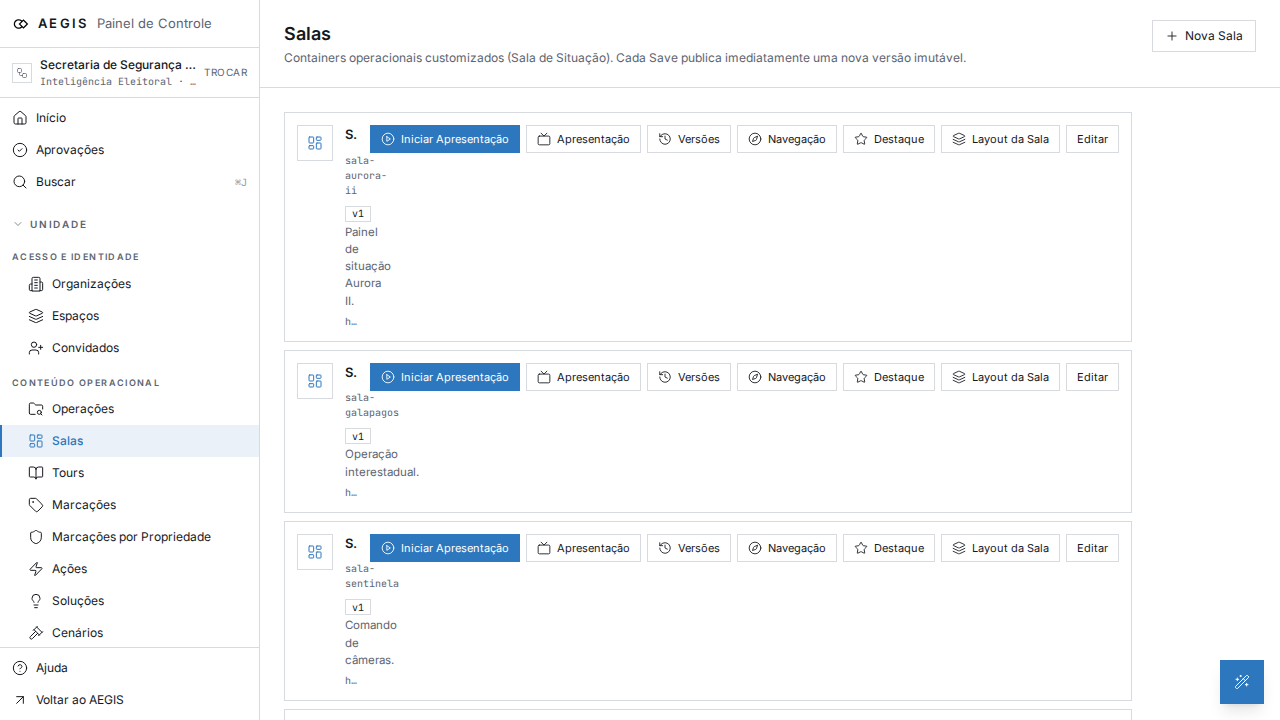 AEGIS Painel de Controle
Secretaria de Segurança ...
Inteligência Eleitoral · …
TROCAR
Início
Aprovações
Buscar ⌘J
UNIDADE
ACESSO E IDENTIDADE
Organizações
Espaços
Convidados
CONTEÚDO OPERACIONAL
Operações
Salas
Tours
Marcações
Marcações por Propriedade
Ações
Soluções
Cenários
Ajuda
Voltar ao AEGIS
Salas
Containers operacionais customizados (Sala de Situação). Cada Save publica imediatamente uma nova versão imutável.
Nova Sala
S. Iniciar Apresentação Apresentação Versões Navegação Destaque Layout da Sala Editar
sala-
aurora-
ii
v1
Painel
de
situação
Aurora
II.
h…
S. Iniciar Apresentação Apresentação Versões Navegação Destaque Layout da Sala Editar
sala-
galapagos
v1
Operação
interestadual.
h…
S. Iniciar Apresentação Apresentação Versões Navegação Destaque Layout da Sala Editar
sala-
sentinela
v1
Comando
de
câmeras.
h…